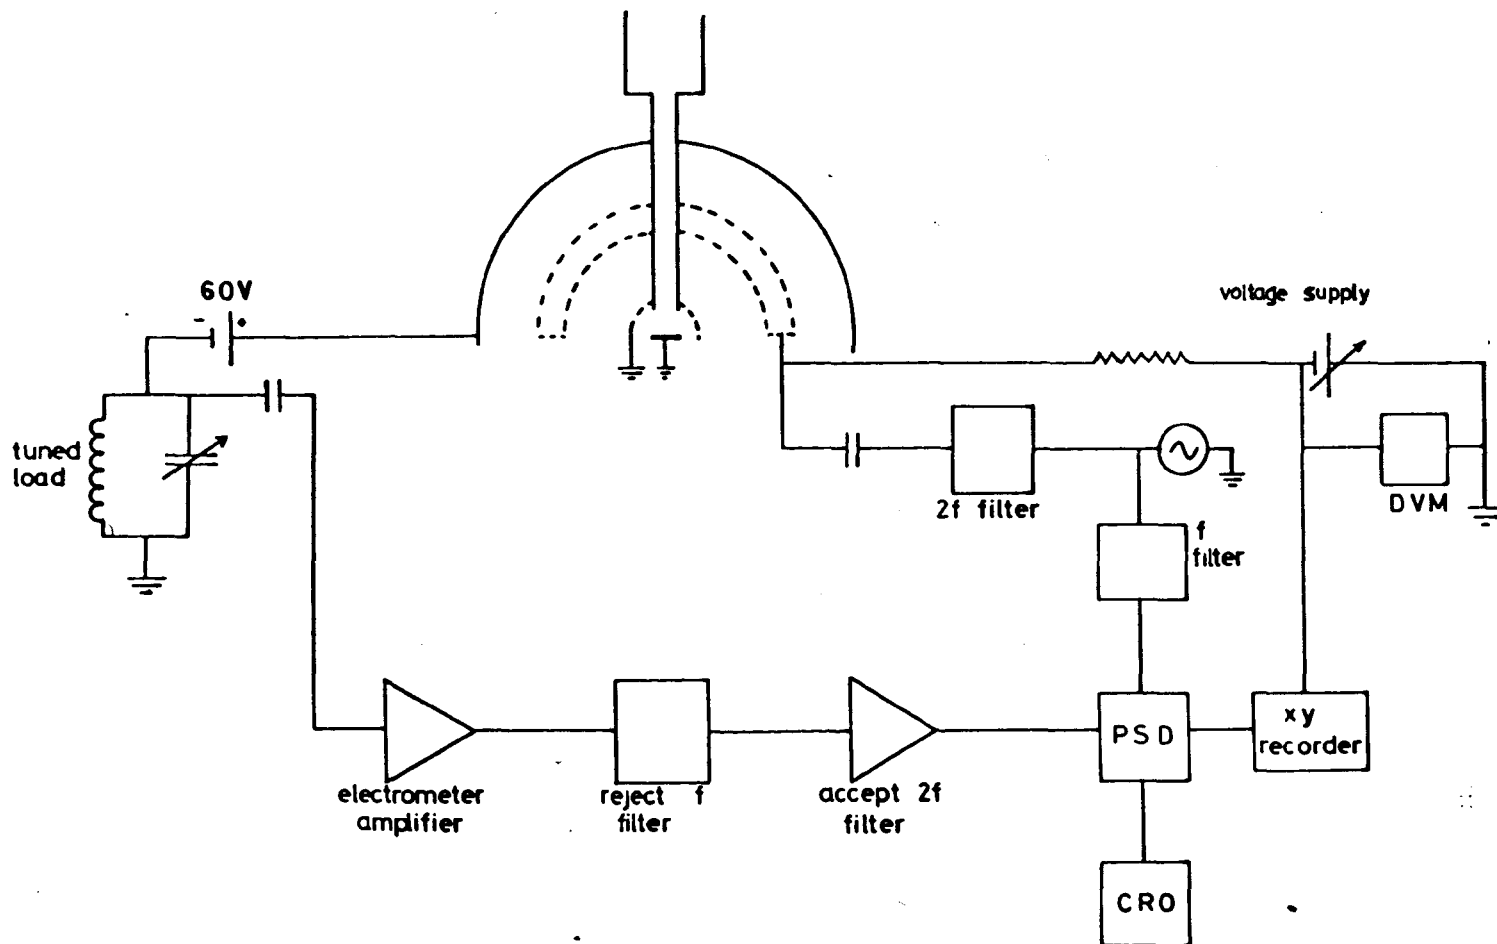 60V
- +
voltage supply
tuned
load
2f filter
DVM
f
filter
PSD
xy
recorder
electrometer
amplifier
reject f
filter
accept 2f
filter
CRO